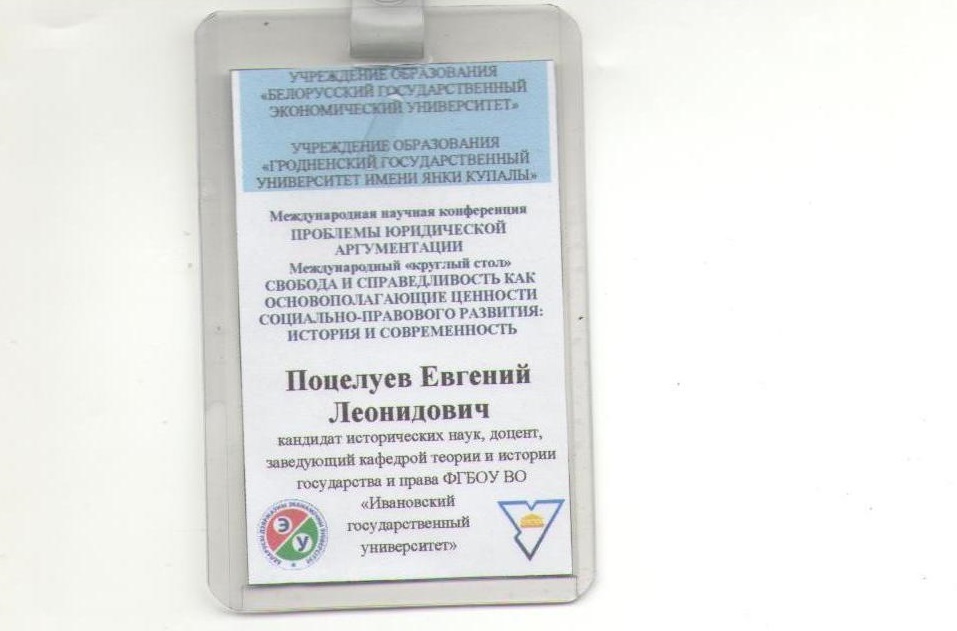 УЧРЕЖДЕНИЕ ОБРАЗОВАНИЯ
«БЕЛОРУССКИЙ ГОСУДАРСТВЕННЫЙ
ЭКОНОМИЧЕСКИЙ УНИВЕРСИТЕТ»
УЧРЕЖДЕНИЕ ОБРАЗОВАНИЯ
«ГРОДНЕНСКИЙ ГОСУДАРСТВЕННЫЙ
УНИВЕРСИТЕТ ИМЕНИ ЯНКИ КУПАЛЫ»
Международная научная конференция
ПРОБЛЕМЫ ЮРИДИЧЕСКОЙ
АРГУМЕНТАЦИИ
Международный «круглый стол»
СВОБОДА И СПРАВЕДЛИВОСТЬ КАК
ОСНОВОПОЛАГАЮЩИЕ ЦЕННОСТИ
СОЦИАЛЬНО-ПРАВОВОГО РАЗВИТИЯ:
ИСТОРИЯ И СОВРЕМЕННОСТЬ
Поцелуев Евгений
Леонидович
кандидат исторических наук, доцент,
заведующий кафедрой теории и истории
государства и права ФГБОУ ВО
«Ивановский
государственный
университет»
Э
У